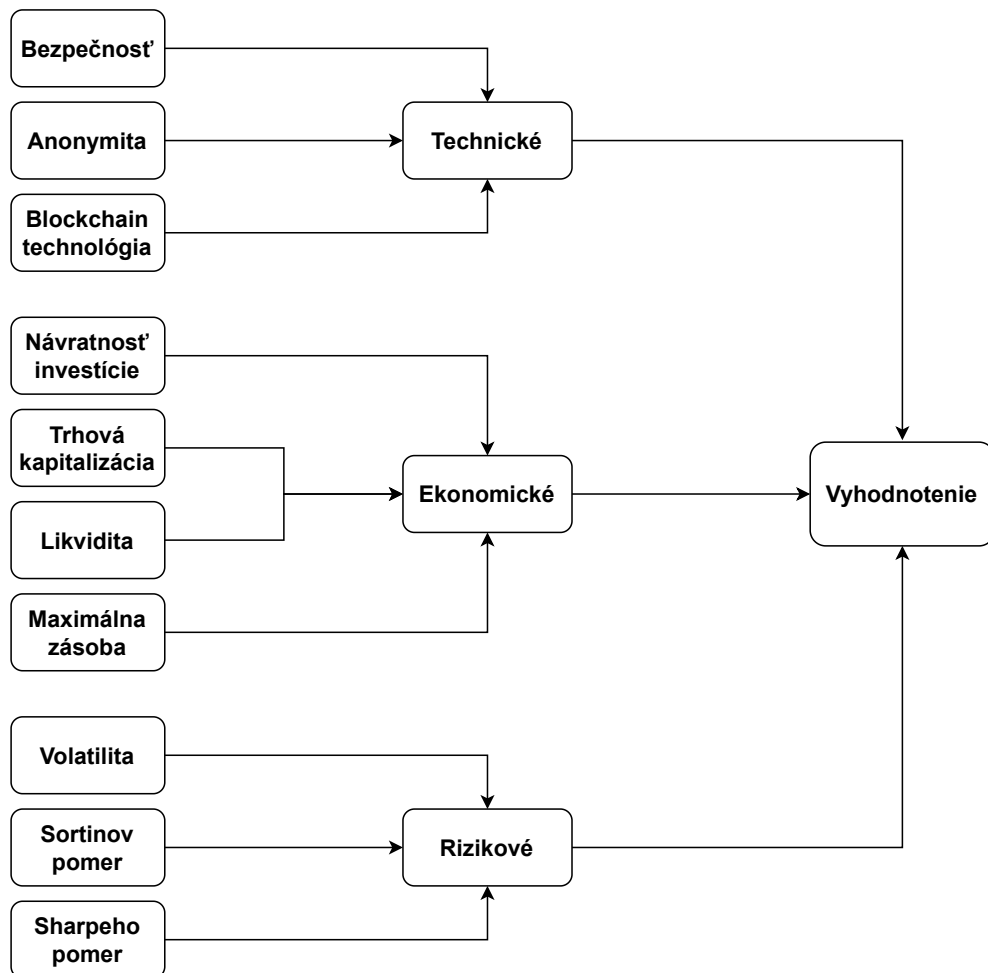 Bezpečnosť
Anonymita
Technické
Blockchain
technológia
Návratnosť
investície
Trhová
kapitalizácia
Ekonomické
Vyhodnotenie
Likvidita
Maximálna
zásoba
Volatilita
Sortinov
pomer
Rizikové
Sharpeho
pomer